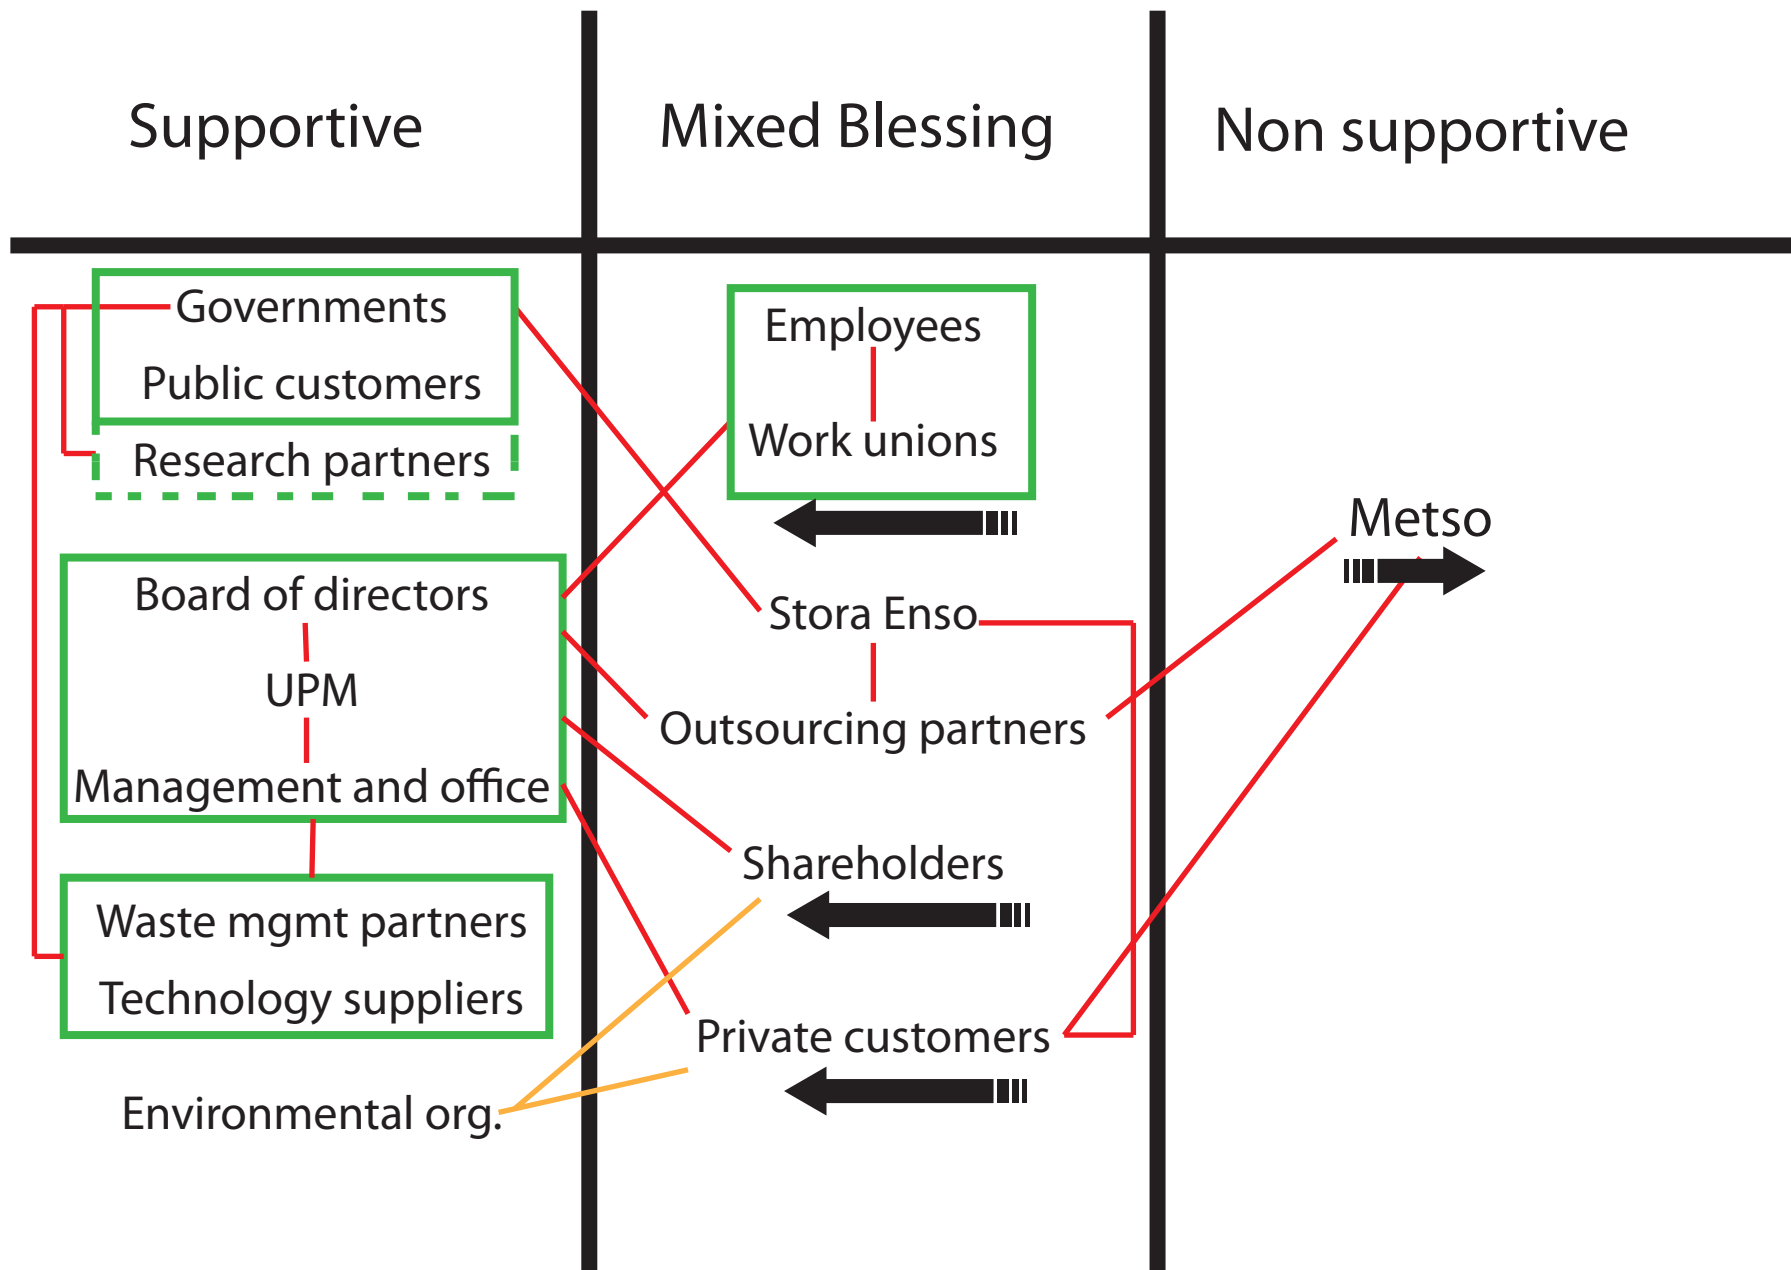 Supportive
Mixed Blessing
Non supportive
Governments
Public customers
Research partners
Board of directors
UPM
Management and office
Waste mgmt partners
Technology suppliers
Environmental org.
Employees
Work unions
Stora Enso
Outsourcing partners
Shareholders
Private customers
Metso